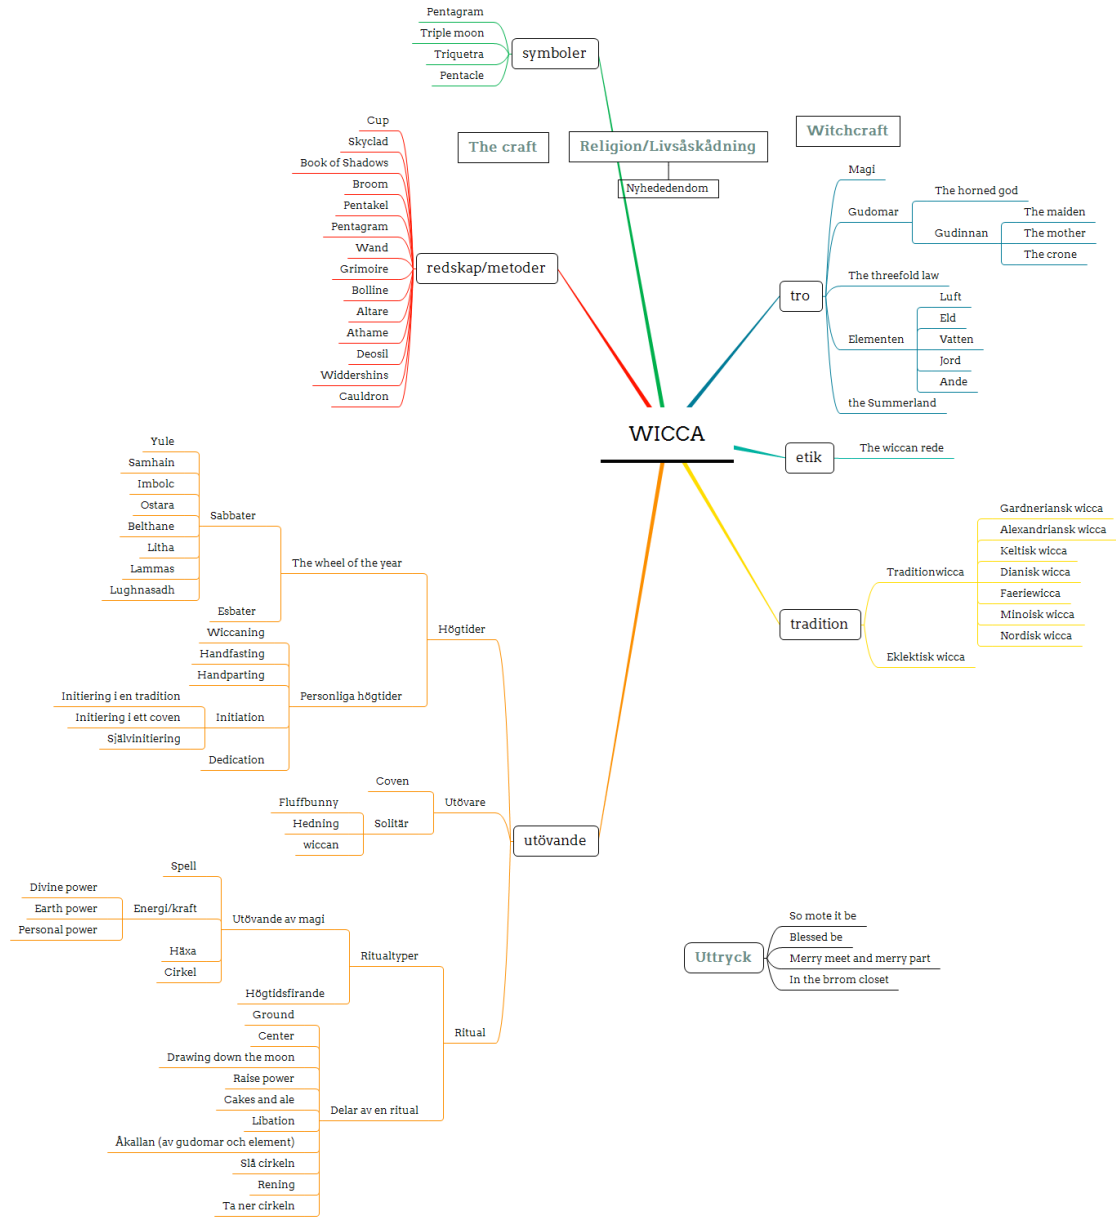 Pentagram
Triple moon
Triquetra
Pentacle
symboler
The craft
Religion/Livsåskådning
Nyhededendom
Witchcraft
Cup
Skyclad
Book of Shadows
Broom
Pentakel
Pentagram
Wand
Grimoire
Bolline
Altare
Athame
Deosil
Widdershins
Cauldron
redskap/metoder
tro
Magi
Gudomar
The horned god
Gudinnan
The maiden
The mother
The crone
The threefold law
Elementen
Luft
Eld
Vatten
Jord
Ande
the Summerland
WICCA
etik
The wiccan rede
tradition
Traditionwicca
Gardneriansk wicca
Alexandriansk wicca
Keltisk wicca
Dianisk wicca
Faeriewicca
Minoisk wicca
Nordisk wicca
Eklektisk wicca
utövande
Högtider
The wheel of the year
Sabbater
Yule
Samhain
Imbolc
Ostara
Belthane
Litha
Lammas
Lughnasadh
Esbater
Personliga högtider
Wiccaning
Handfasting
Handparting
Initiation
Initiering i en tradition
Initiering i ett coven
Självinitiering
Dedication
Utövare
Coven
Solitär
Fluffbunny
Hedning
wiccan
Ritual
Ritualtyper
Utövande av magi
Spell
Energi/kraft
Divine power
Earth power
Personal power
Häxa
Cirkel
Högtidsfirande
Delar av en ritual
Ground
Center
Drawing down the moon
Raise power
Cakes and ale
Libation
Åkallan (av gudomar och element)
Slå cirkeln
Rening
Ta ner cirkeln
Uttryck
So mote it be
Blessed be
Merry meet and merry part
In the brrom closet